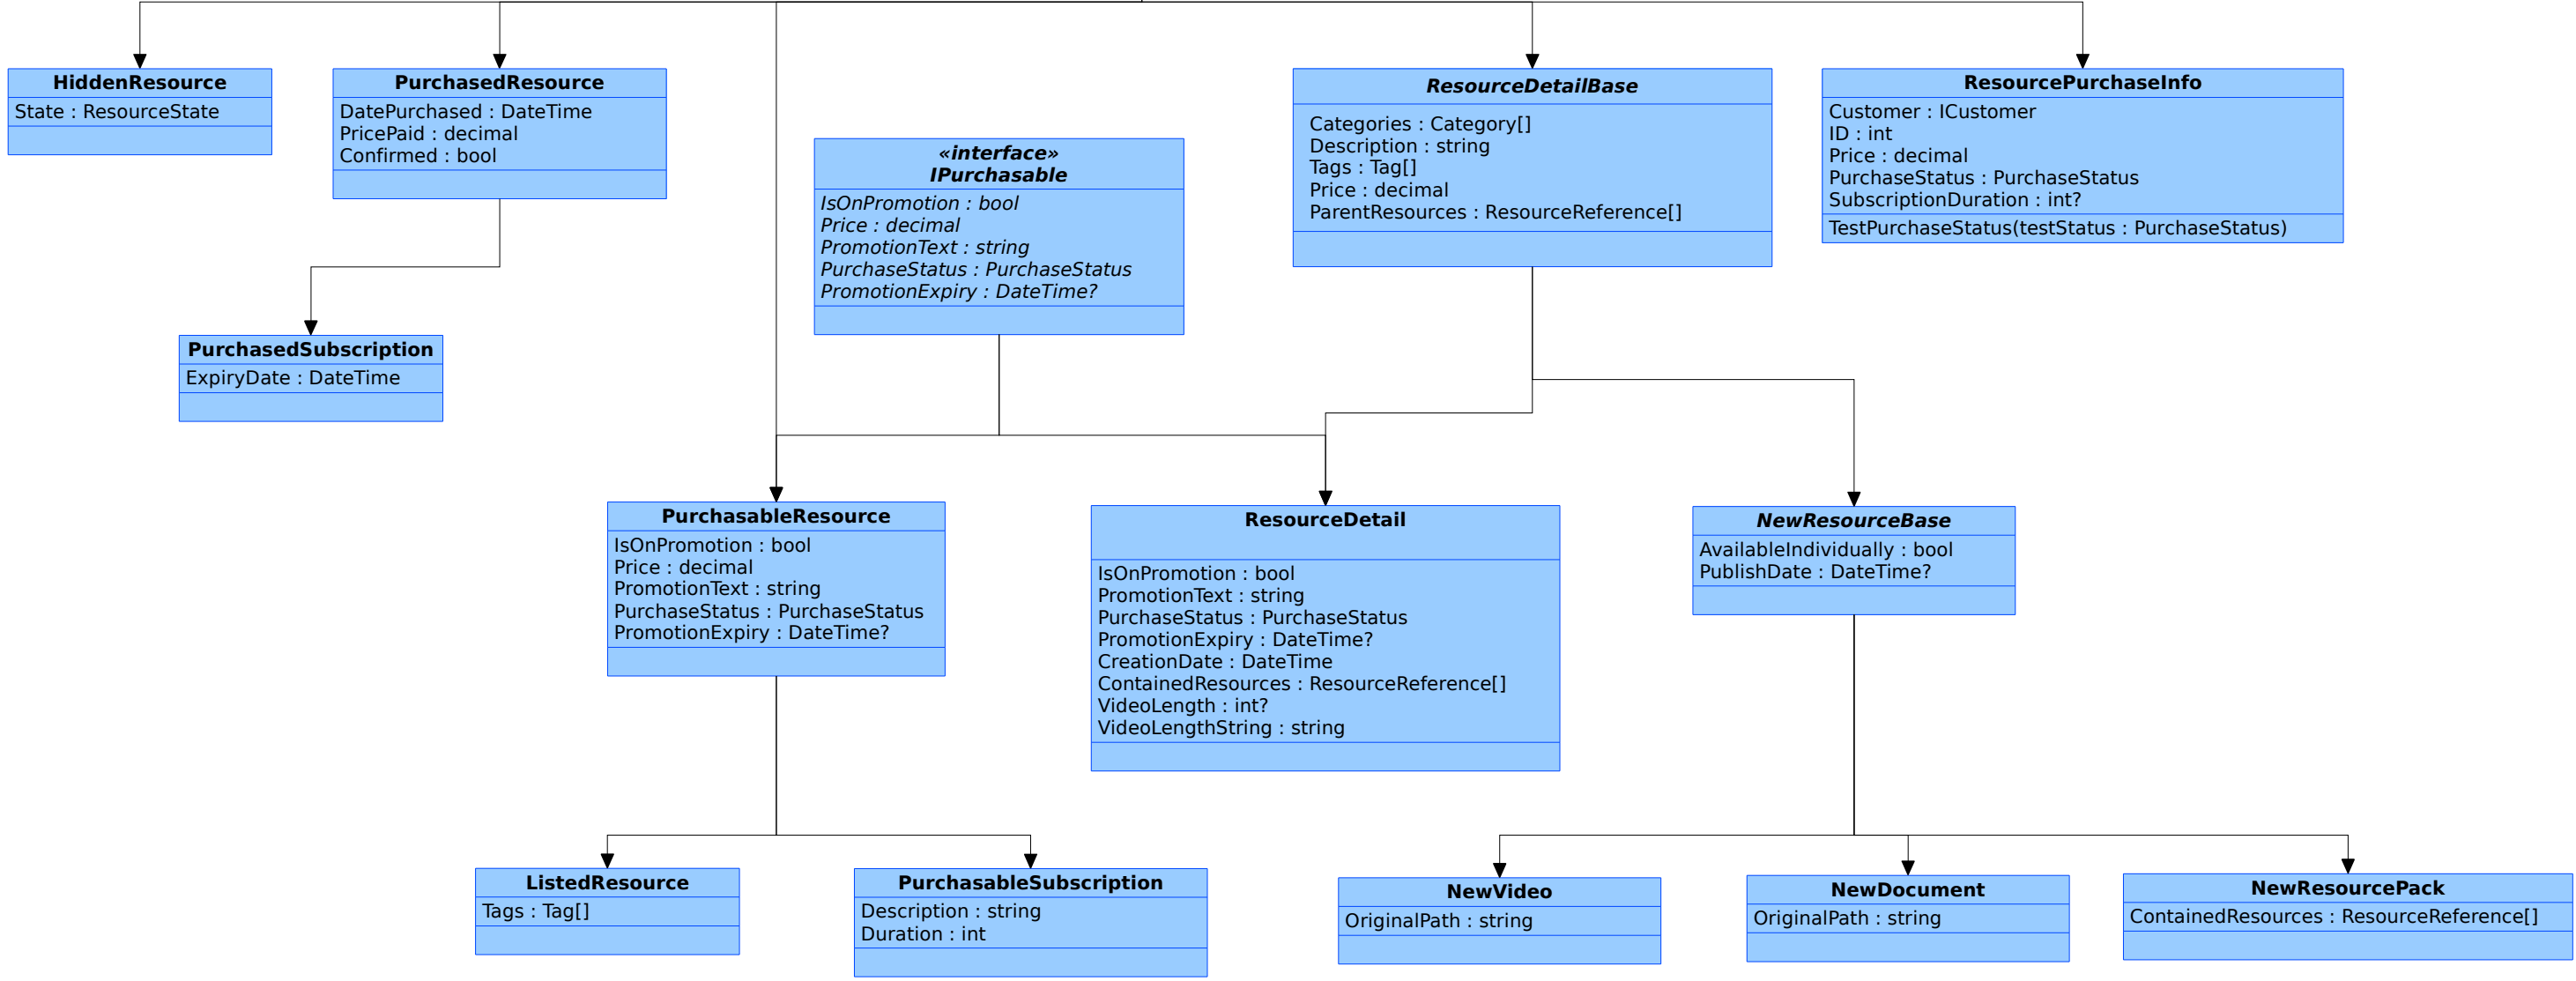 HiddenResource
State : ResourceState
PurchasedResource
DatePurchased : DateTime
PricePaid : decimal
Confirmed : bool
«interface»
IPurchasable
IsOnPromotion : bool
Price : decimal
PromotionText : string
PurchaseStatus : PurchaseStatus
PromotionExpiry : DateTime?
ResourceDetailBase
Categories : Category[]
Description : string
Tags : Tag[]
Price : decimal
ParentResources : ResourceReference[]
ResourcePurchaseInfo
Customer : ICustomer
ID : int
Price : decimal
PurchaseStatus : PurchaseStatus
SubscriptionDuration : int?
TestPurchaseStatus(testStatus : PurchaseStatus)
PurchasedSubscription
ExpiryDate : DateTime
PurchasableResource
IsOnPromotion : bool
Price : decimal
PromotionText : string
PurchaseStatus : PurchaseStatus
PromotionExpiry : DateTime?
ResourceDetail
IsOnPromotion : bool
PromotionText : string
PurchaseStatus : PurchaseStatus
PromotionExpiry : DateTime?
CreationDate : DateTime
ContainedResources : ResourceReference[]
VideoLength : int?
VideoLengthString : string
NewResourceBase
AvailableIndividually : bool
PublishDate : DateTime?
ListedResource
Tags : Tag[]
PurchasableSubscription
Description : string
Duration : int
NewVideo
OriginalPath : string
NewDocument
OriginalPath : string
NewResourcePack
ContainedResources : ResourceReference[]